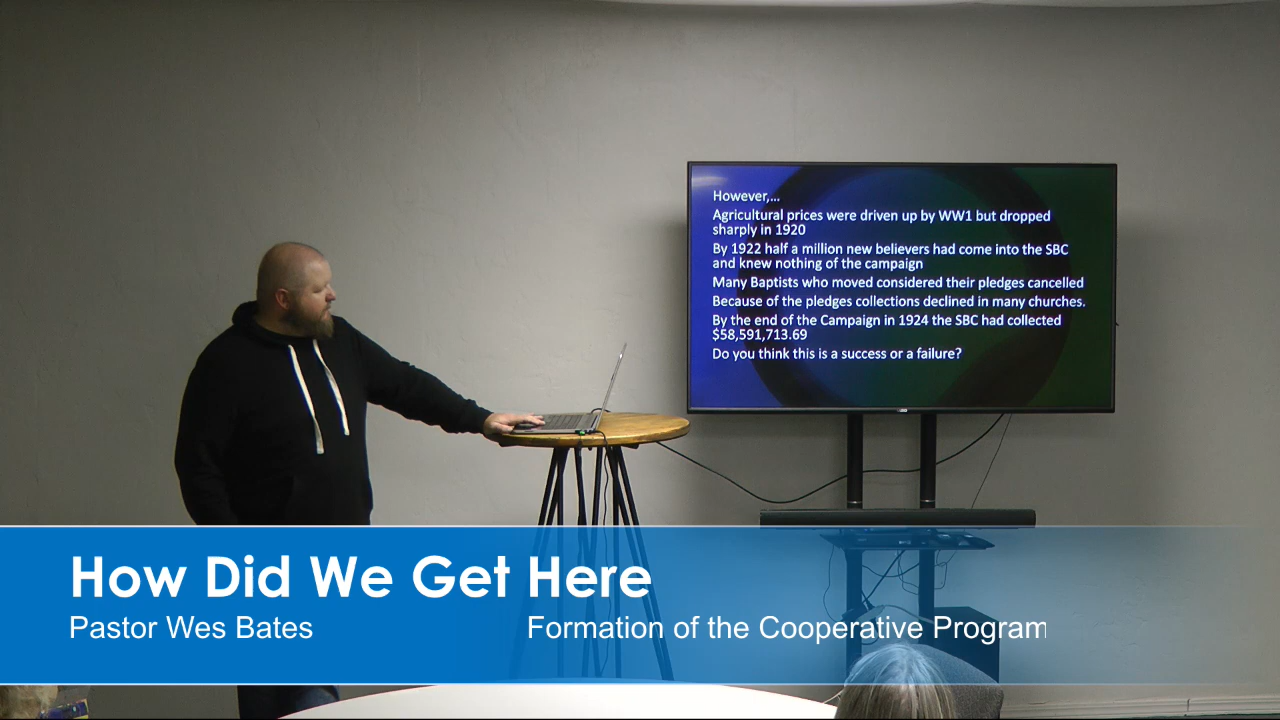 However,...
Agricultural prices were driven up by WW1 but dropped
sharply in 1920
By 1922 half a million new believers had come into the SBC
and knew nothing of the campaign
Many Baptists who moved considered their pledges cancelled
Because of the pledges collections declined in many churches.
By the end of the Campaign in 1924 the SBC had collected
$58,591,713.69
Do you think this is a success or a failure?
How Did We Get Here
Pastor Wes Bates
Formation of the Cooperative Program